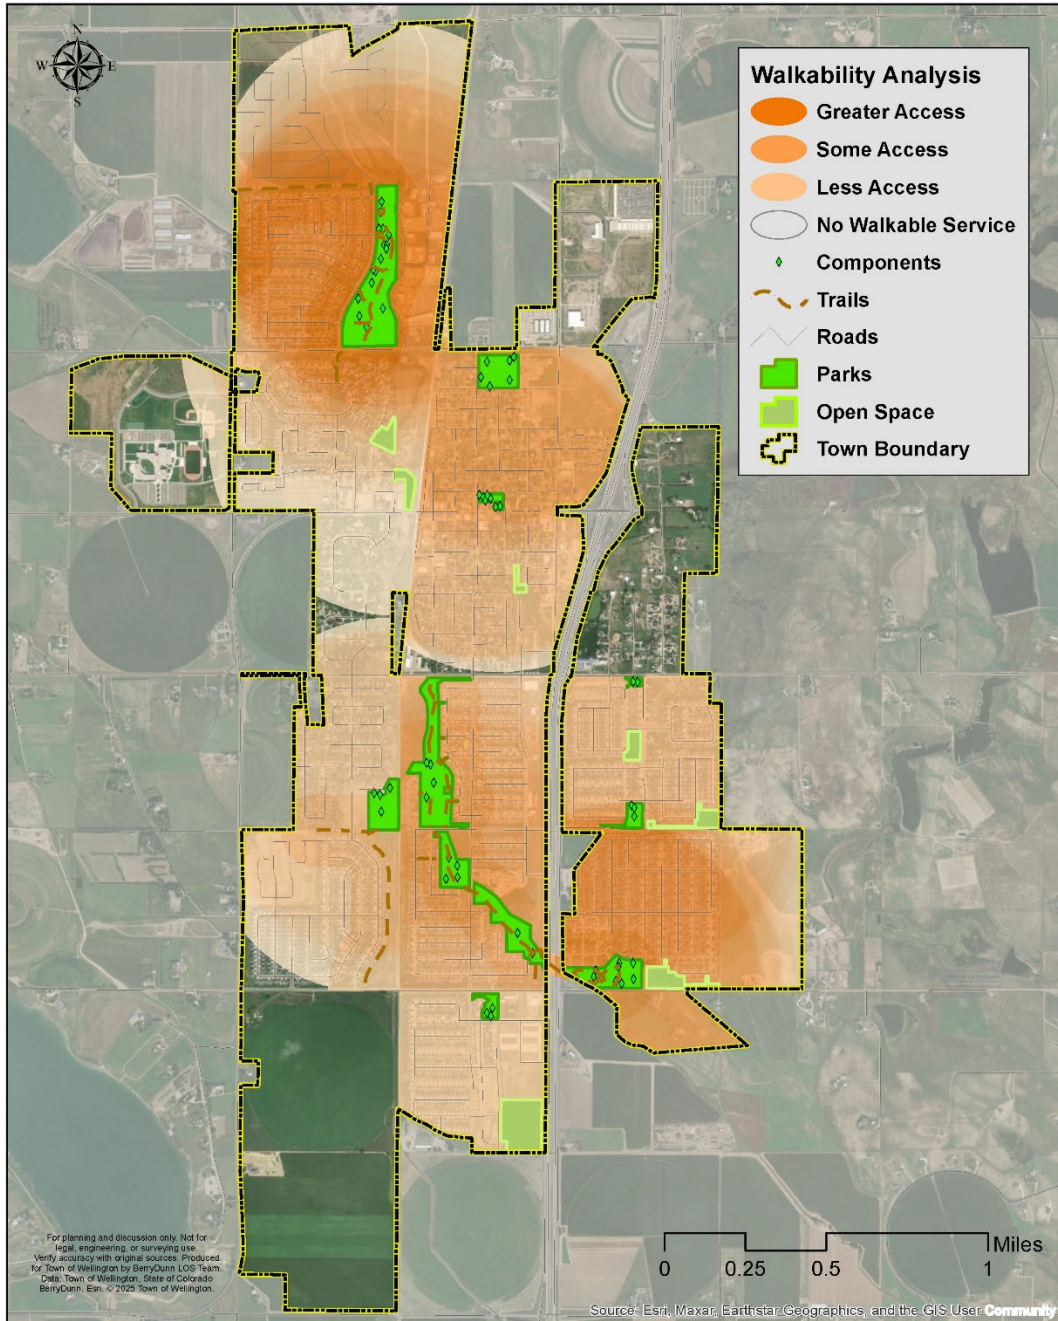 N
W E
S
Walkability Analysis
Greater Access
Some Access
Less Access
No Walkable Service
Components
Trails
Roads
Parks
Open Space
Town Boundary
For planning and discussion only. Not for
legal, engineering, or surveying use.
Verify accuracy with original sources. Produced
for Town of Wellington by BerryDunn LOS Team.
Data: Town of Wellington, State of Colorado
BerryDunn, Esri. © 2025 Town of Wellington.
Miles
0 0.25 0.5 1
Source: Esri, Maxar, Earthstar Geographics, and the GIS User Community